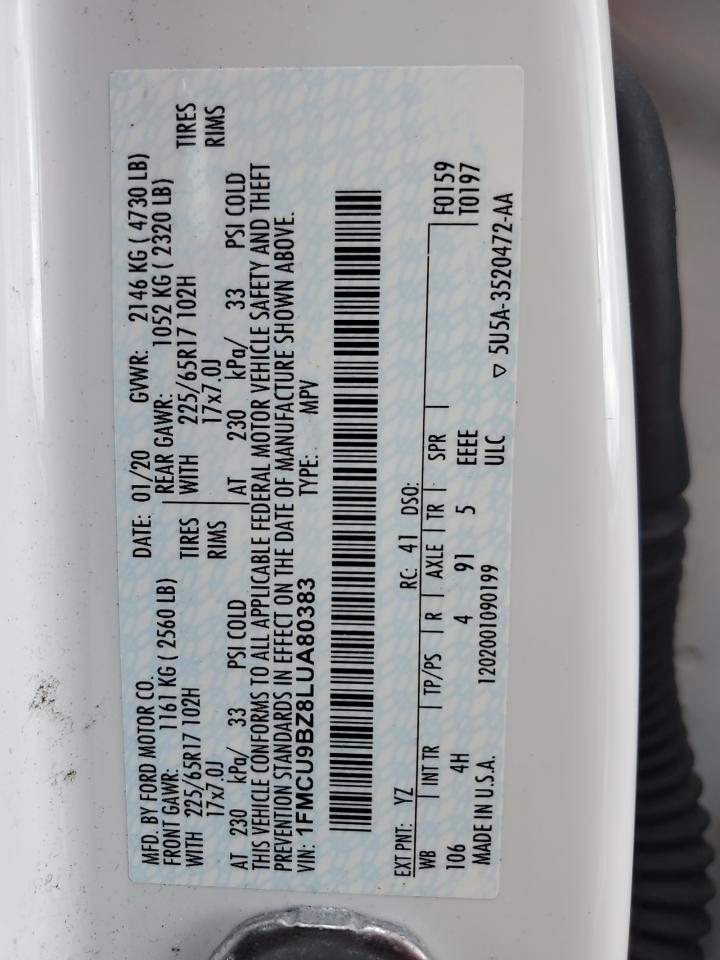 MFD. BY FORD MOTOR CO. DATE: 01/20 GVWR: 2146 KG ( 4730 LB)
FRONT GAWR: 1161 KG ( 2560 LB) REAR GAWR: 1052 KG ( 2320 LB)
WITH 225/65R17 102H TIRES WITH 225/65R17 102H TIRES
17x7.0J RIMS 17x7.0J RIMS
AT 230 kPa/ 33 PSI COLD AT 230 kPa/ 33 PSI COLD
THIS VEHICLE CONFORMS TO ALL APPLICABLE FEDERAL MOTOR VEHICLE SAFETY AND THEFT
PREVENTION STANDARDS IN EFFECT ON THE DATE OF MANUFACTURE SHOWN ABOVE.
VIN: 1FMCU9BZ8LUA80383 TYPE: MPV
EXT PNT: YZ RC: 41 DSO: F0159
WB INT TR TP/PS R AXLE TR SPR T0197
106 4H 4 91 5 EEEE
MADE IN U.S.A. 1202001090199 ULC ▽ 5U5A-3520472-AA